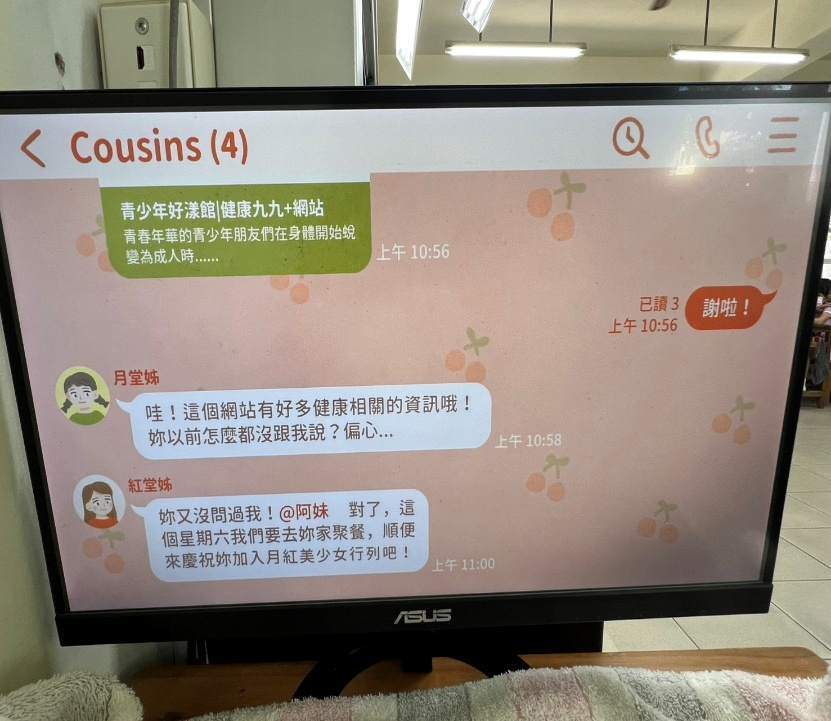 Cousins (4)
青少年好漾館|健康九九+網站
青春年華的青少年朋友們在身體開始蛻
變為成人時......
上午 10:56
已讀 3
上午 10:56
謝啦！
月堂姊
哇！這個網站有好多健康相關的資訊哦！
妳以前怎麼都沒跟我說？偏心...
上午 10:58
紅堂姊
妳又沒問過我！@阿妹 對了，這
個星期六我們要去妳家聚餐，順便
來慶祝妳加入月紅美少女行列吧！
上午 11:00
ASUS